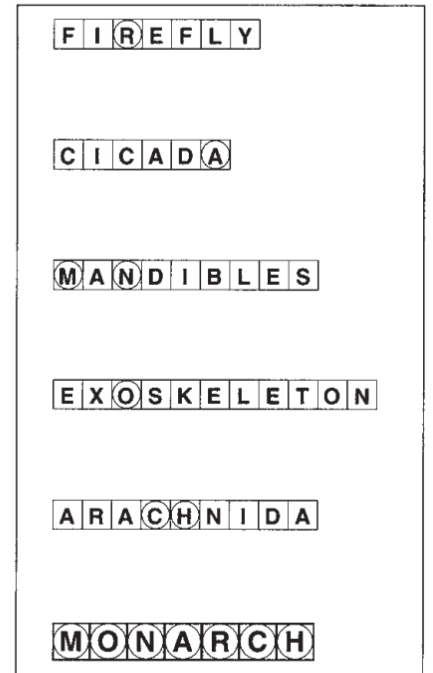 FIREFLY
CICADA
MANDIBLES
EXOSKELETON
ARACHNIDA
MONARCH